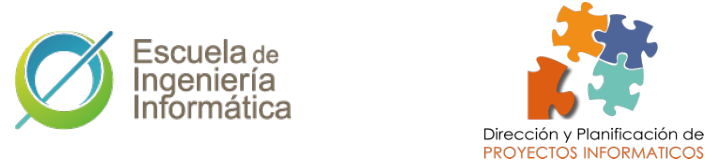 Escuela de
Ingeniería
Informática
Dirección y Planificación de
PROYECTOS INFORMATICOS